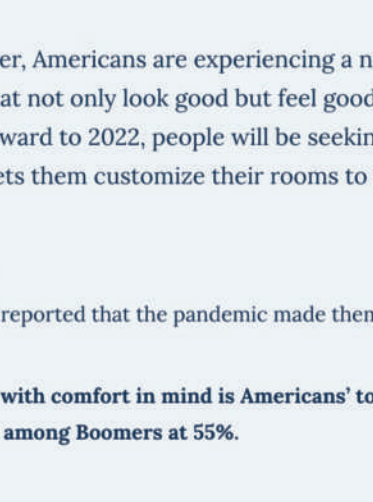 er, Americans are experiencing a n
at not only look good but feel good
ward to 2022, people will be seekin
ets them customize their rooms to
reported that the pandemic made then
with comfort in mind is Americans’ to
among Boomers at 55%.